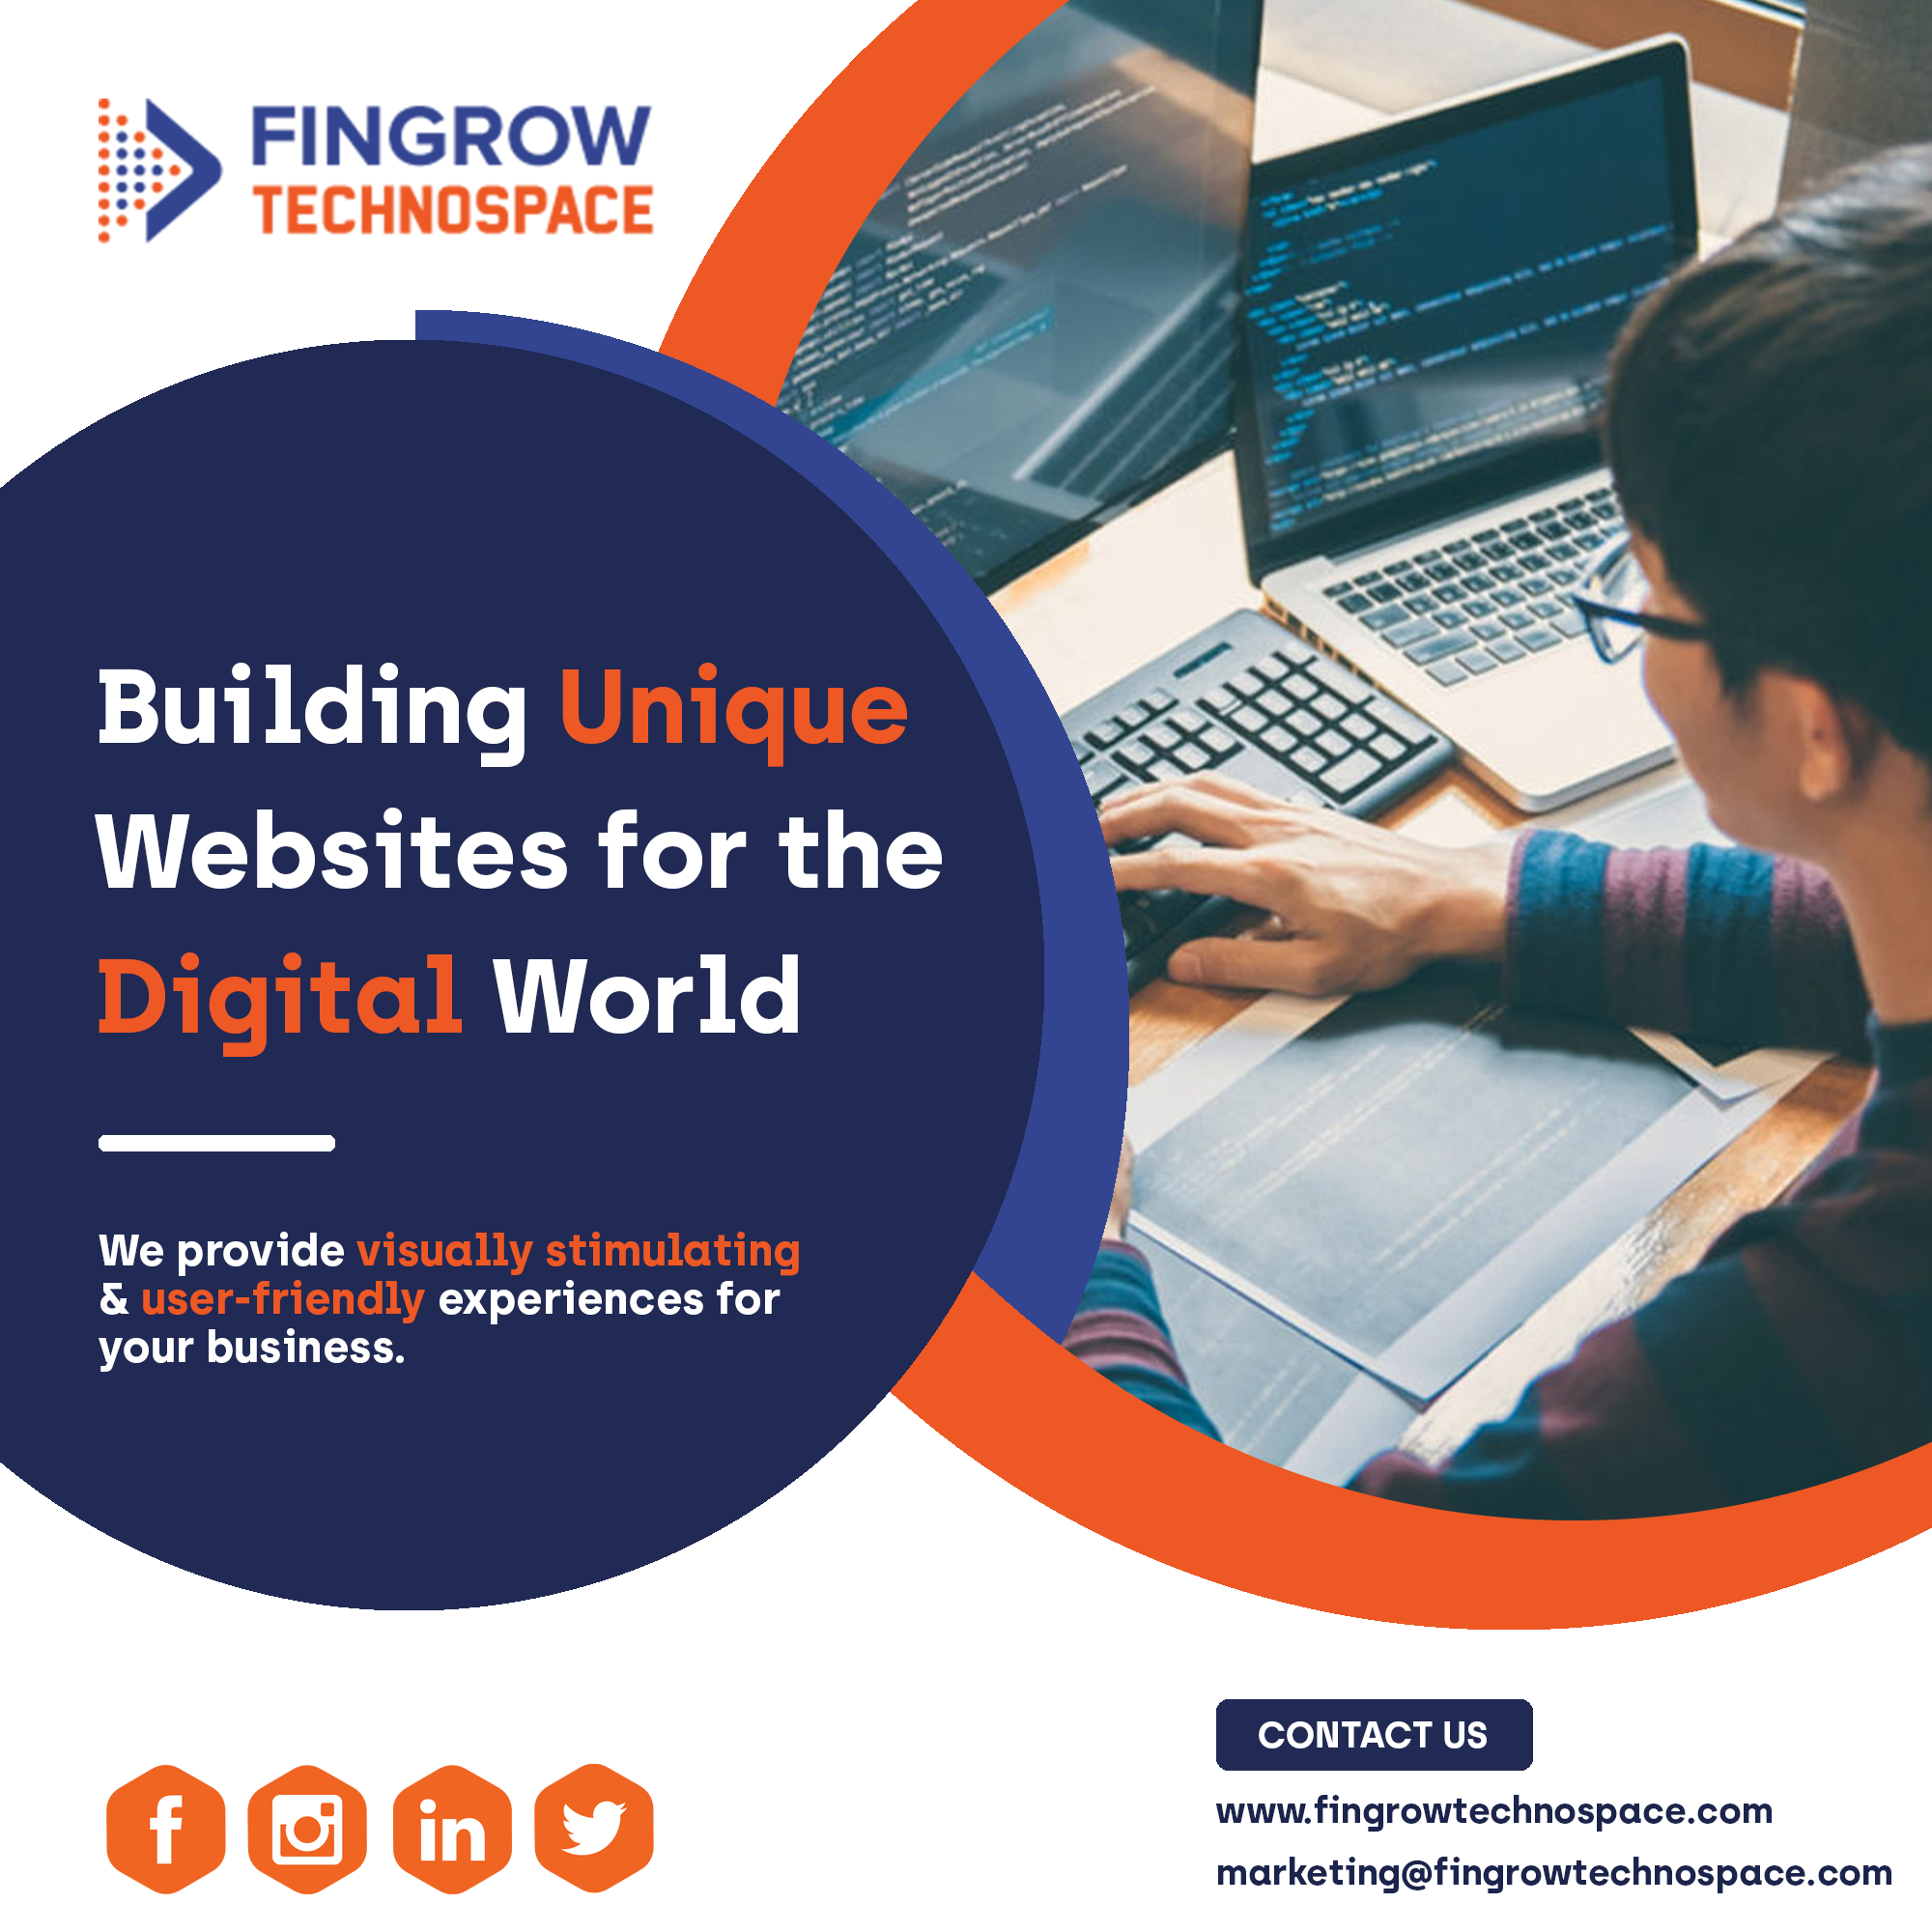 FINGROW
TECHNOSPACE
Building Unique
Websites for the
Digital World
We provide visually stimulating
& user-friendly experiences for
your business.
CONTACT US
www.fingrowtechnospace.com
marketing@fingrowtechnospace.com